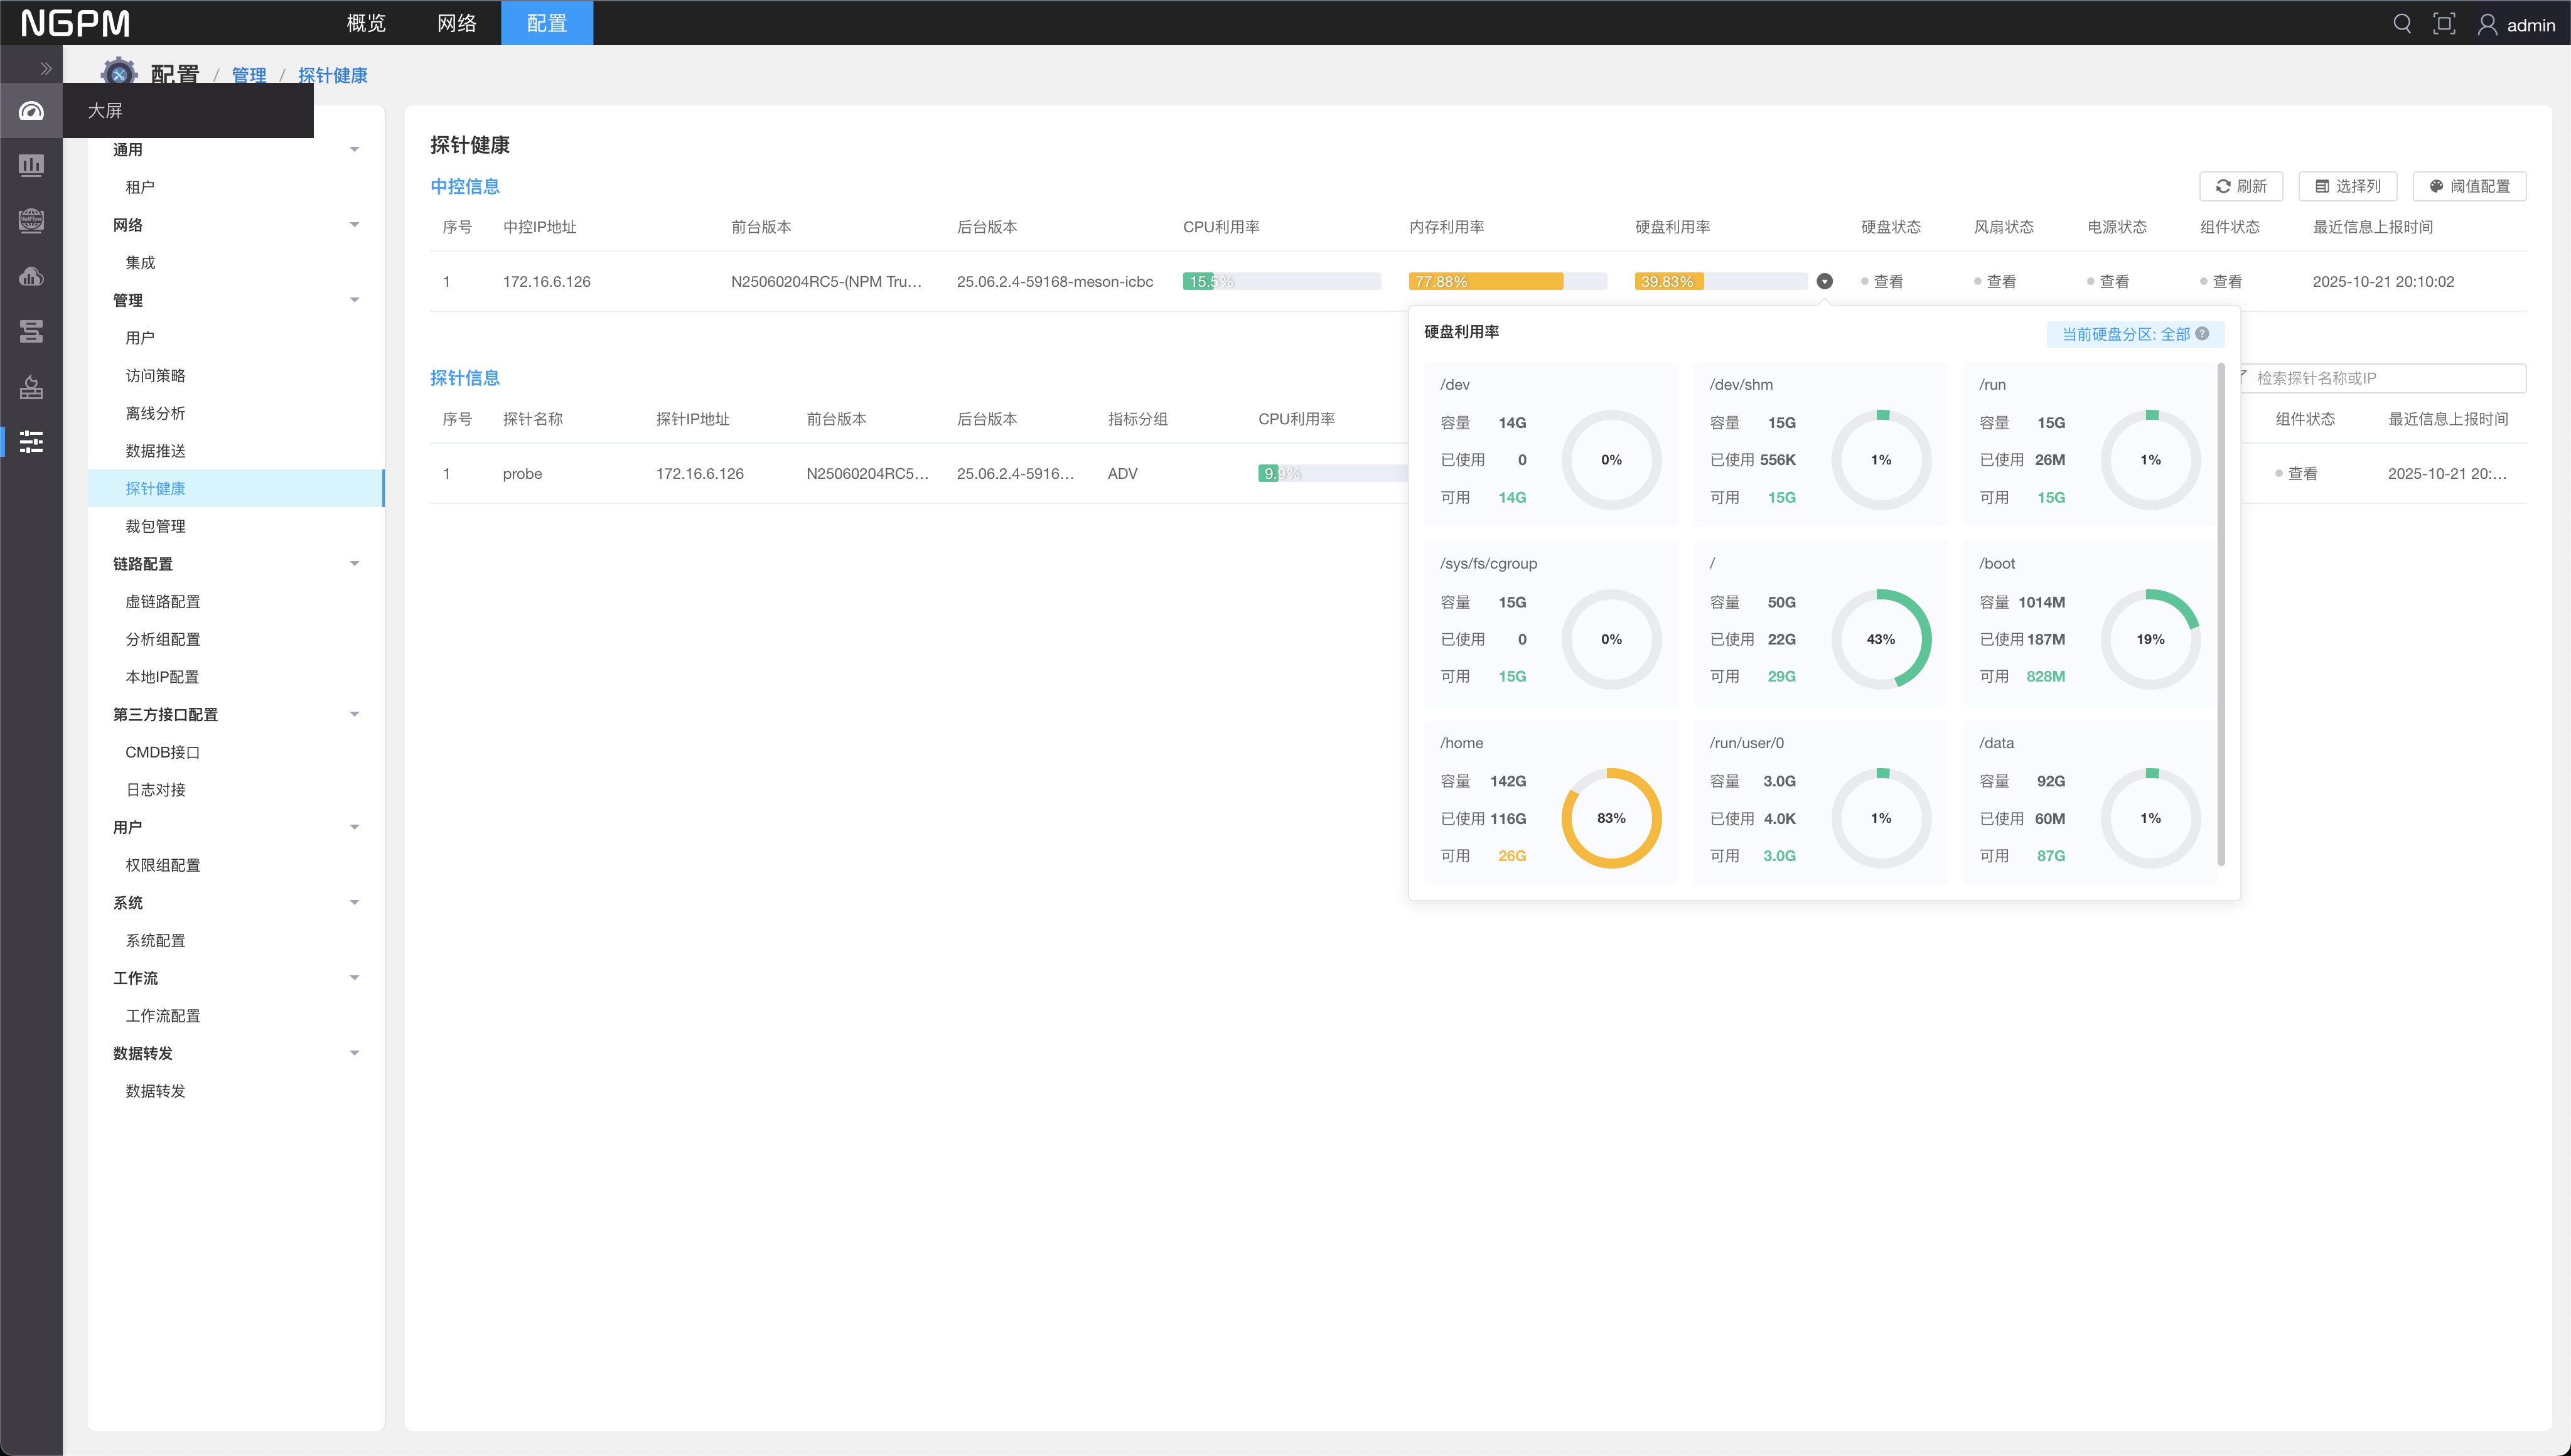 NGPM 概览 网络 配置 admin
配置 / 管理 / 探针健康
大屏
通用
租户
网络
集成
管理
用户
访问策略
离线分析
数据推送
探针健康
裁包管理
链路配置
虚链路配置
分析组配置
本地IP配置
第三方接口配置
CMDB接口
日志对接
用户
权限组配置
系统
系统配置
工作流
工作流配置
数据转发
数据转发
探针健康
中控信息 刷新 选择列 阈值配置
序号 中控IP地址 前台版本 后台版本 CPU利用率 内存利用率 硬盘利用率 硬盘状态 风扇状态 电源状态 组件状态 最近信息上报时间
1 172.16.6.126 N25060204RC5-(NPM Tru... 25.06.2.4-59168-meson-icbc 15.5% 77.88% 39.83% 查看 查看 查看 查看 2025-10-21 20:10:02
探针信息 检索探针名称或IP
序号 探针名称 探针IP地址 前台版本 后台版本 指标分组 CPU利用率 组件状态 最近信息上报时间
1 probe 172.16.6.126 N25060204RC5... 25.06.2.4-5916... ADV 9.9% 查看 2025-10-21 20:...
硬盘利用率 当前硬盘分区: 全部 ?
/dev
容量 14G
已使用 0
可用 14G
0%
/dev/shm
容量 15G
已使用 556K
可用 15G
1%
/run
容量 15G
已使用 26M
可用 15G
1%
/sys/fs/cgroup
容量 15G
已使用 0
可用 15G
0%
/
容量 50G
已使用 22G
可用 29G
43%
/boot
容量 1014M
已使用 187M
可用 828M
19%
/home
容量 142G
已使用 116G
可用 26G
83%
/run/user/0
容量 3.0G
已使用 4.0K
可用 3.0G
1%
/data
容量 92G
已使用 60M
可用 87G
1%